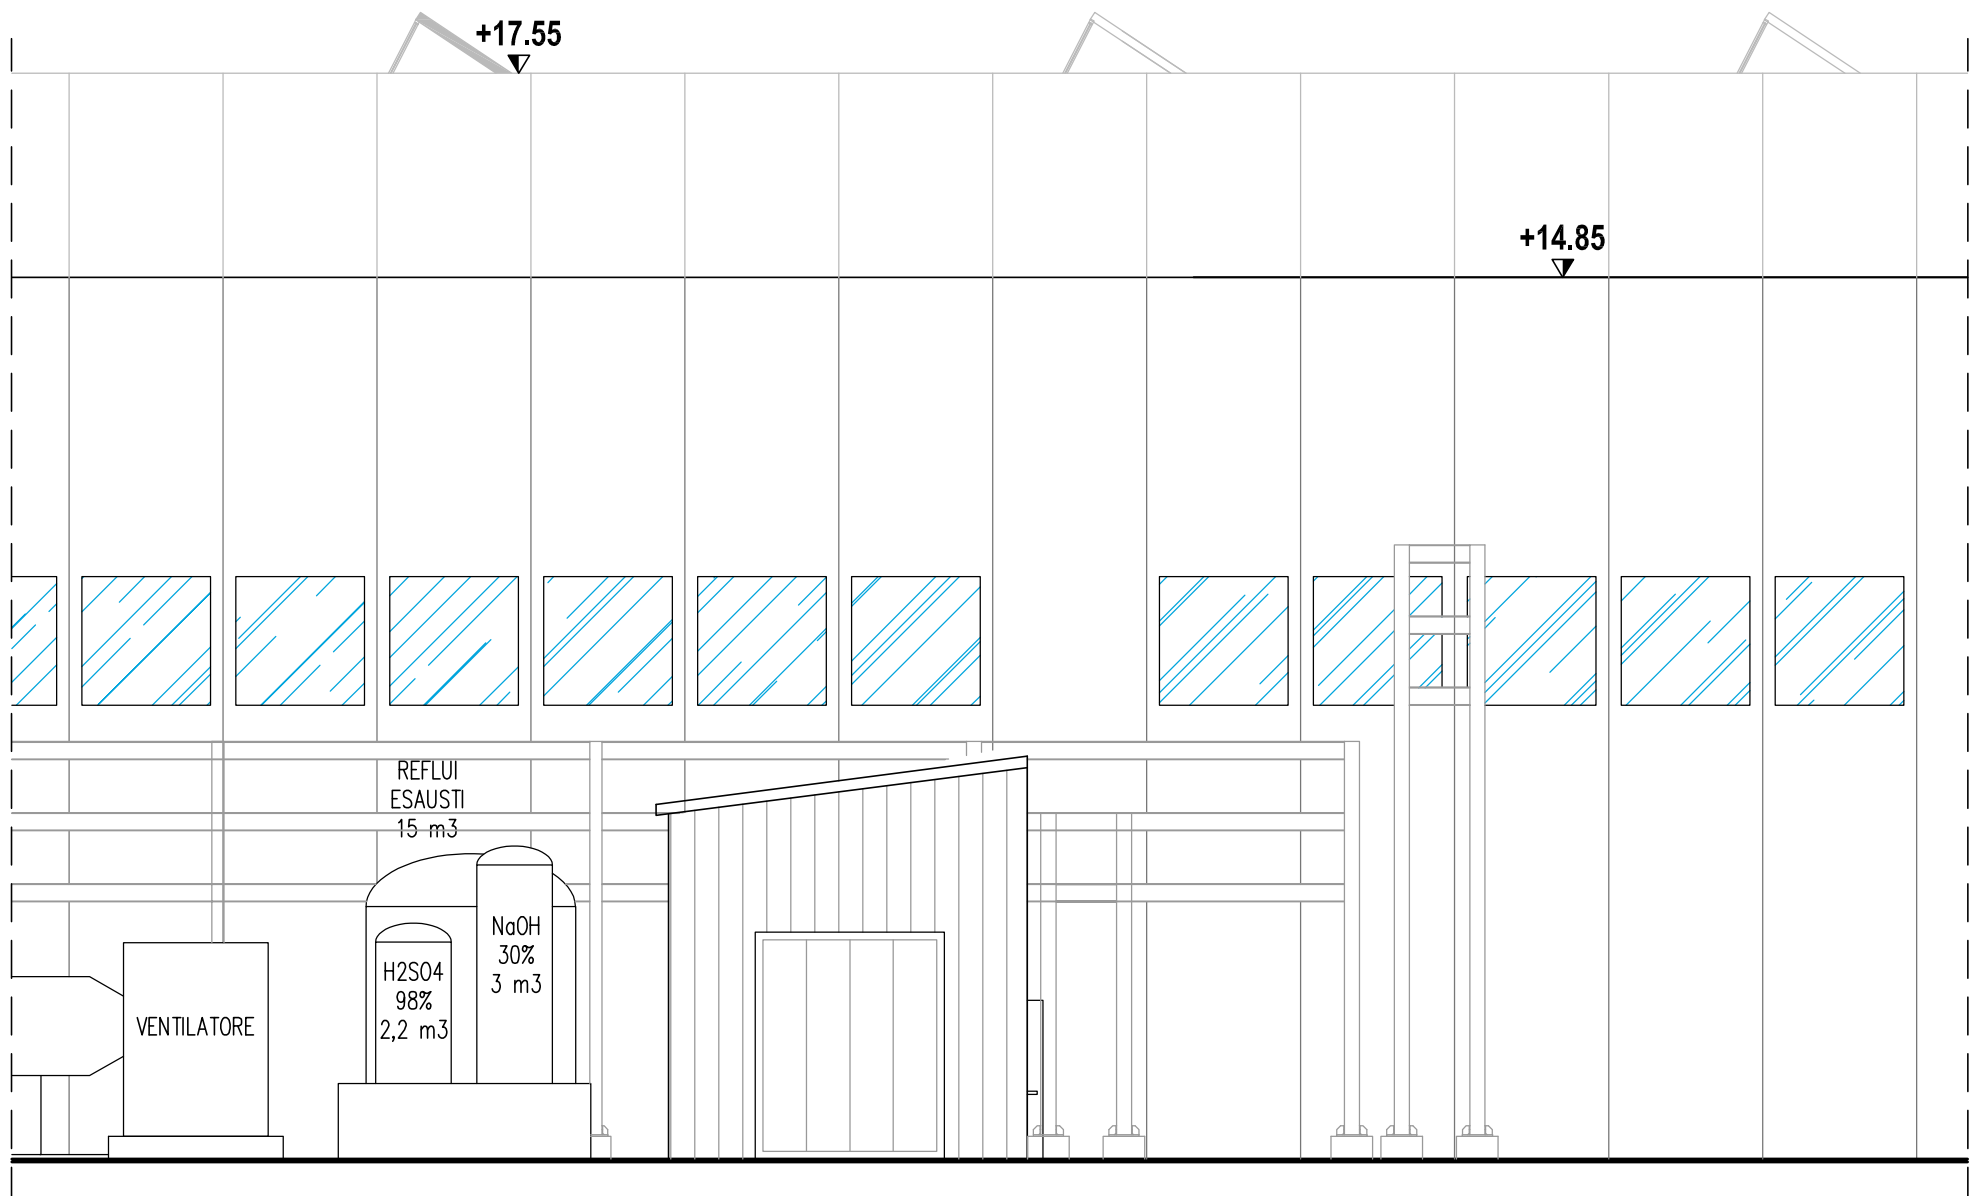 +17.55
+14.85
REFLUI
ESAUSTI
15 m3
NaOH
30%
3 m3
H2SO4
98%
2,2 m3
VENTILATORE